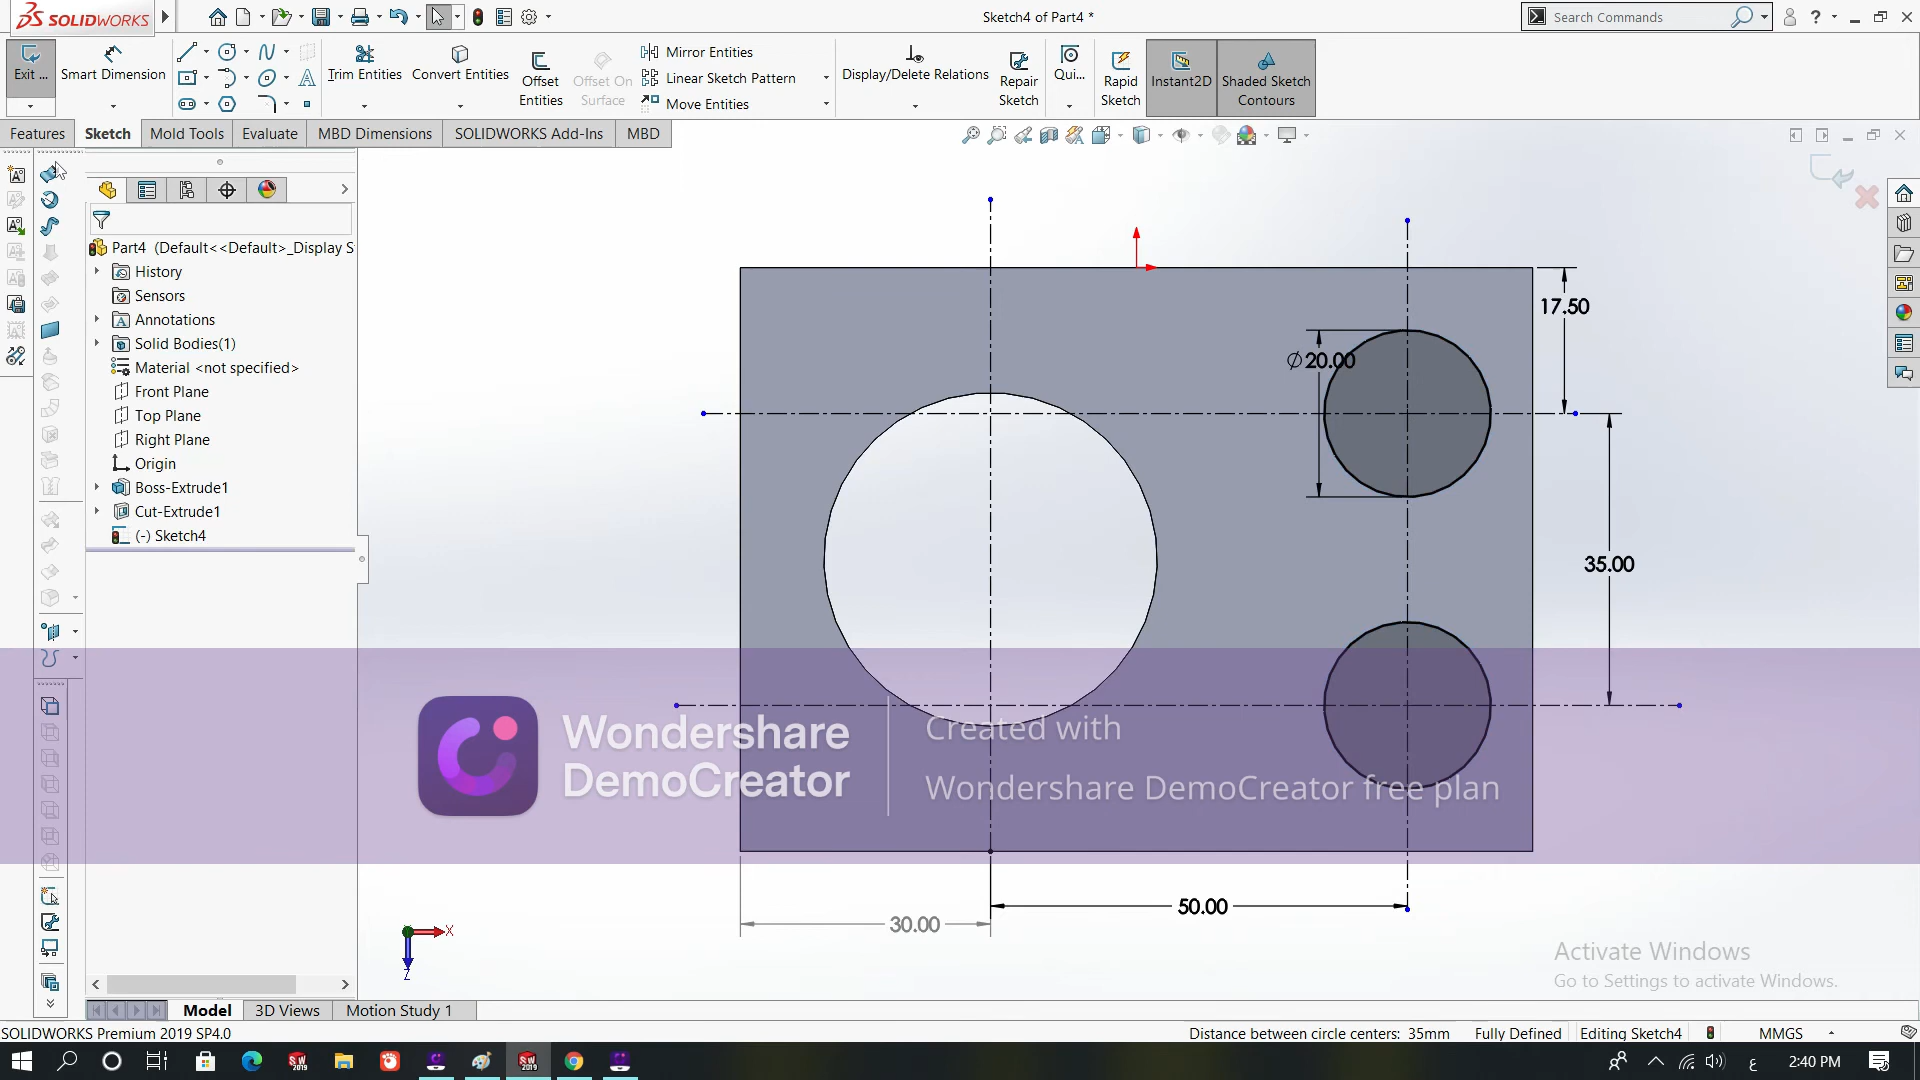 SOLIDWORKS
Sketch4 of Part4 *
Search Commands
Exit ...
Smart Dimension
Trim Entities
Convert Entities
Offset Entities
Offset On Surface
Mirror Entities
Linear Sketch Pattern
Move Entities
Display/Delete Relations
Repair Sketch
Qui...
Rapid Sketch
Instant2D
Shaded Sketch Contours
Features
Sketch
Mold Tools
Evaluate
MBD Dimensions
SOLIDWORKS Add-Ins
MBD
Part4 (Default<<Default>_Display S
History
Sensors
Annotations
Solid Bodies(1)
Material <not specified>
Front Plane
Top Plane
Right Plane
Origin
Boss-Extrude1
Cut-Extrude1
(-) Sketch4
17.50
∅20.00
35.00
Wondershare
DemoCreator
Created with
Wondershare DemoCreator free plan
50.00
30.00
X
Z
Activate Windows
Go to Settings to activate Windows.
Model
3D Views
Motion Study 1
SOLIDWORKS Premium 2019 SP4.0
Distance between circle centers: 35mm
Fully Defined
Editing Sketch4
MMGS
ع
2:40 PM